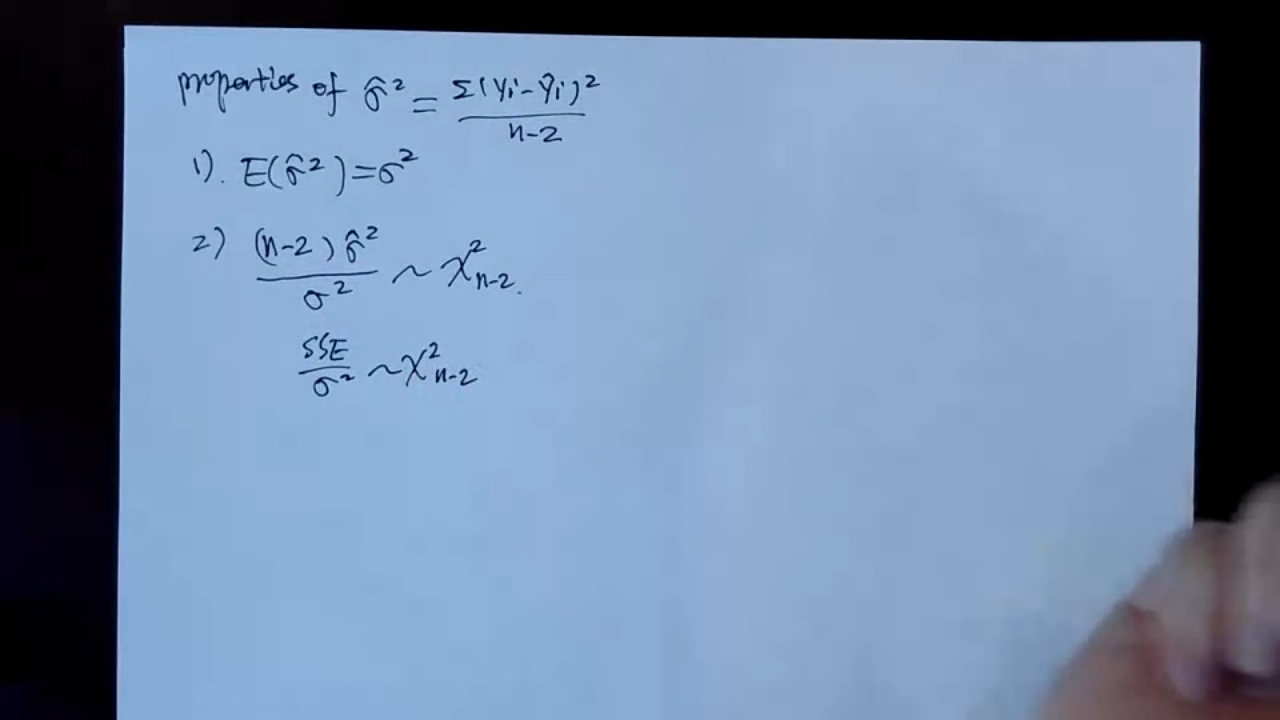 properties of σ̂² = Σ(yi-ŷi)² / n-2
1). E(σ̂²)=σ²
2) (n-2)σ̂² / σ² ~ χ²n-2.
SSE / σ² ~ χ²n-2